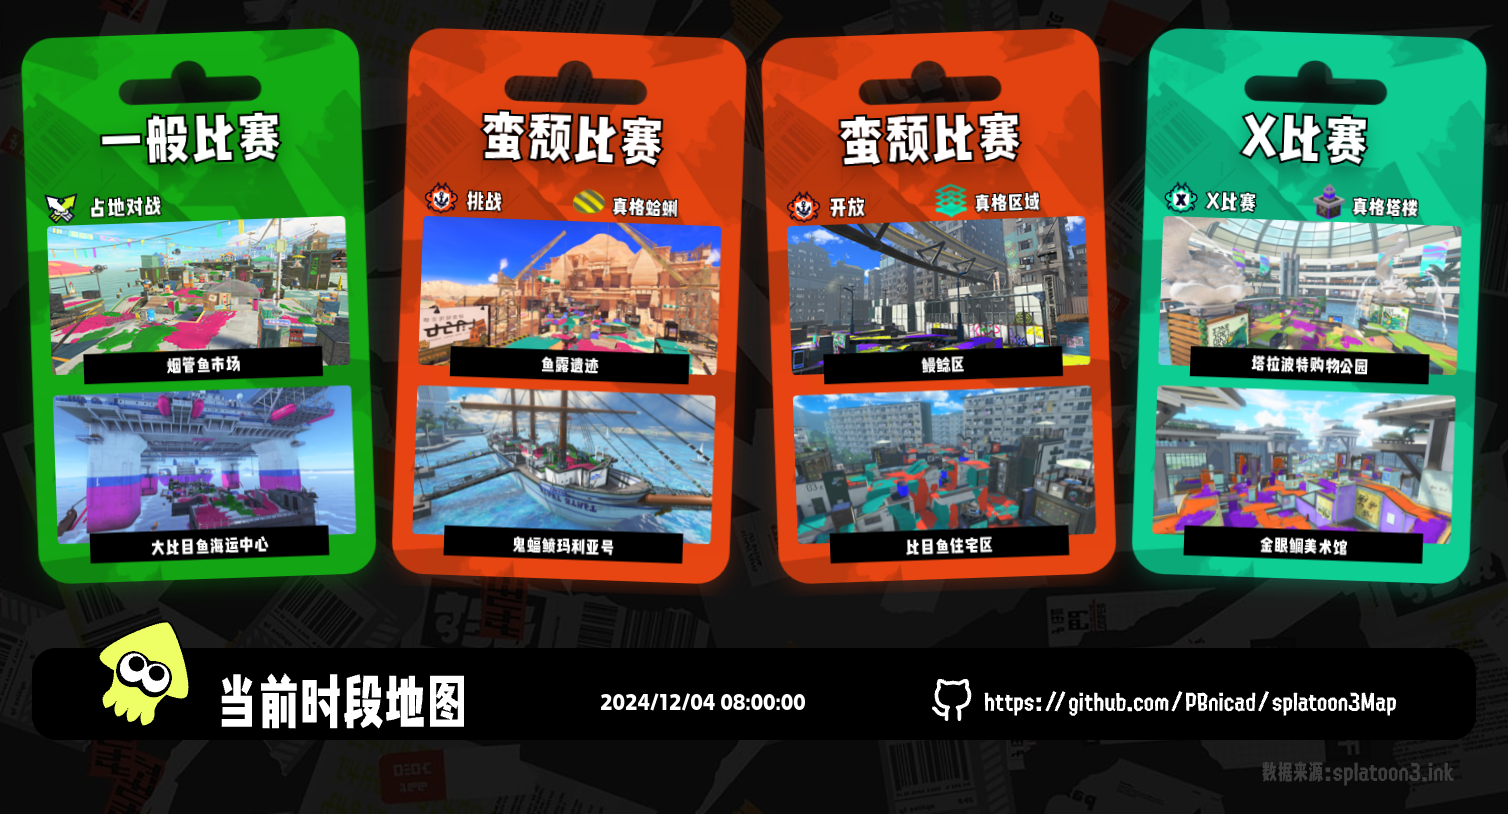 一般比赛
占地对战
烟管鱼市场
大比目鱼海运中心
蛮颓比赛
挑战
真格蛤蜊
鱼露遗迹
鬼蝠鲼玛利亚号
蛮颓比赛
开放
真格区域
鳗鲶区
比目鱼住宅区
X比赛
X比赛
真格塔楼
塔拉波特购物公园
金眼鲷美术馆
当前时段地图
2024/12/04 08:00:00
https://github.com/PBnicad/splatoon3Map
数据来源:splatoon3.ink